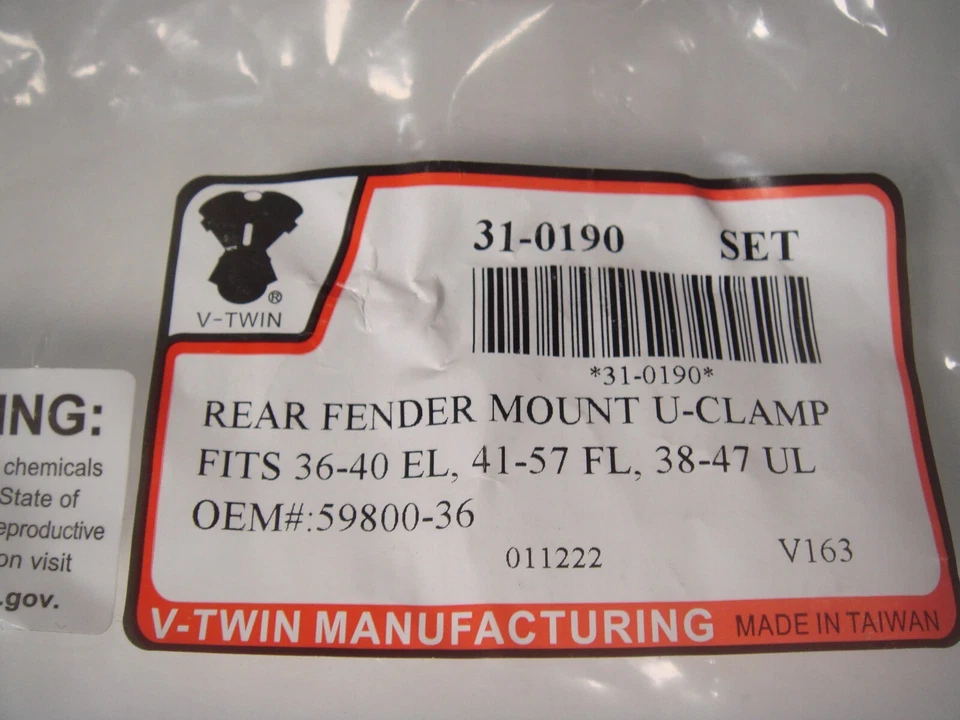 31-0190 SET
*31-0190*
® 
V-TWIN
REAR FENDER MOUNT U-CLAMP
FITS 36-40 EL, 41-57 FL, 38-47 UL
OEM#:59800-36
011222 V163
V-TWIN MANUFACTURING MADE IN TAIWAN
ING:
chemicals
State of
eproductive
on visit
.gov.